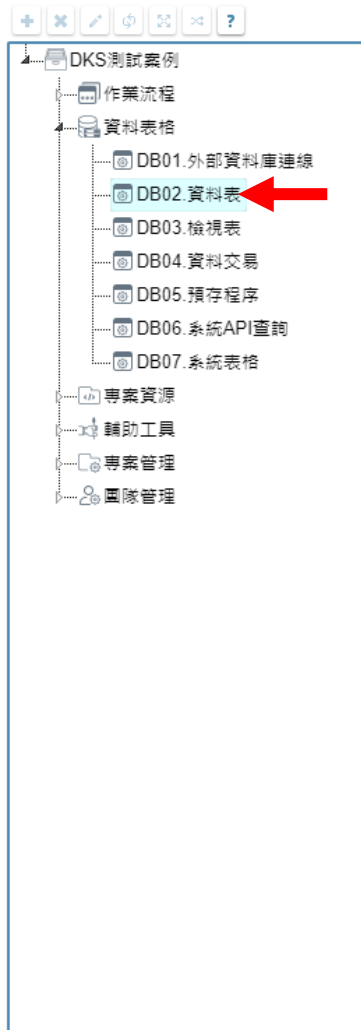 ?
DKS測試案例
作業流程
資料表格
DB01.外部資料庫連線
DB02.資料表
DB03.檢視表
DB04.資料交易
DB05.預存程序
DB06.系統API查詢
DB07.系統表格
專案資源
輔助工具
專案管理
團隊管理